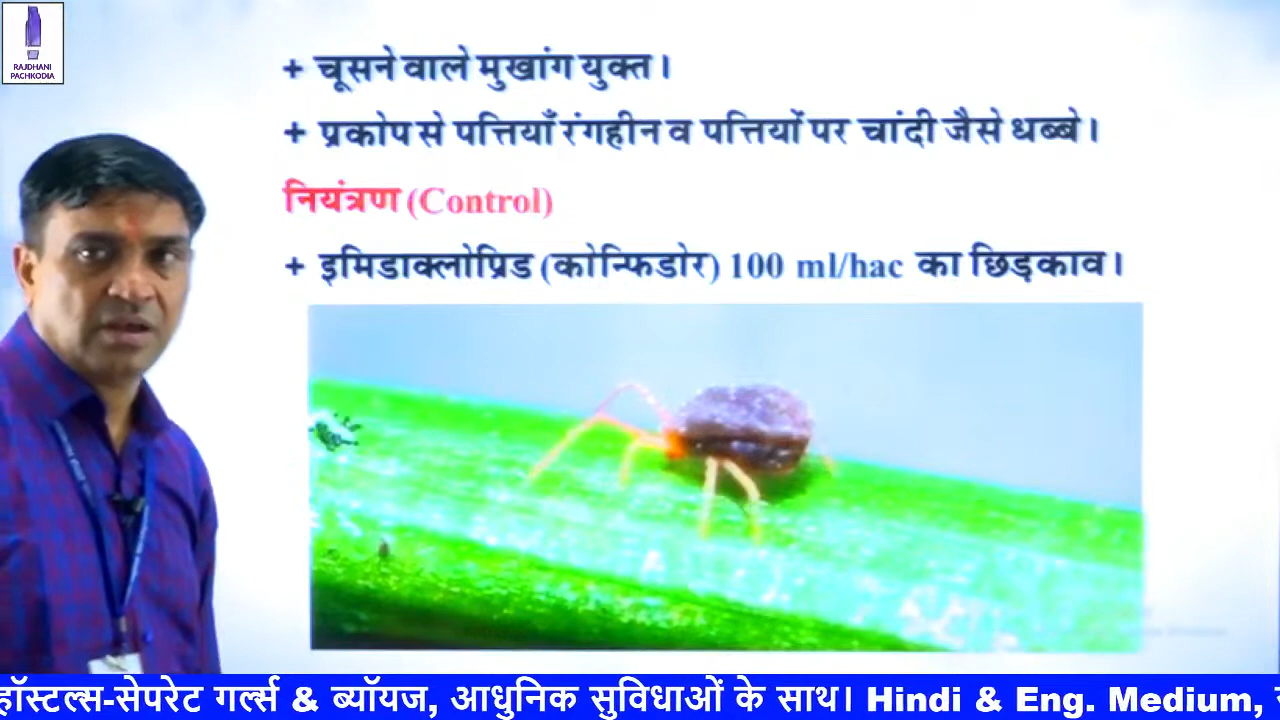 RAJDHANI
PACHKODIA
+ चूसने वाले मुखांग युक्त।
+ प्रकोप से पत्तियाँ रंगहीन व पत्तियों पर चांदी जैसे धब्बे।
नियंत्रण (Control)
+ इमिडाक्लोप्रिड (कोन्फिडोर) 100 ml/hac का छिड़काव।
हॉस्टल्स-सेपरेट गर्ल्स & ब्यॉयज, आधुनिक सुविधाओं के साथ। Hindi & Eng. Medium,